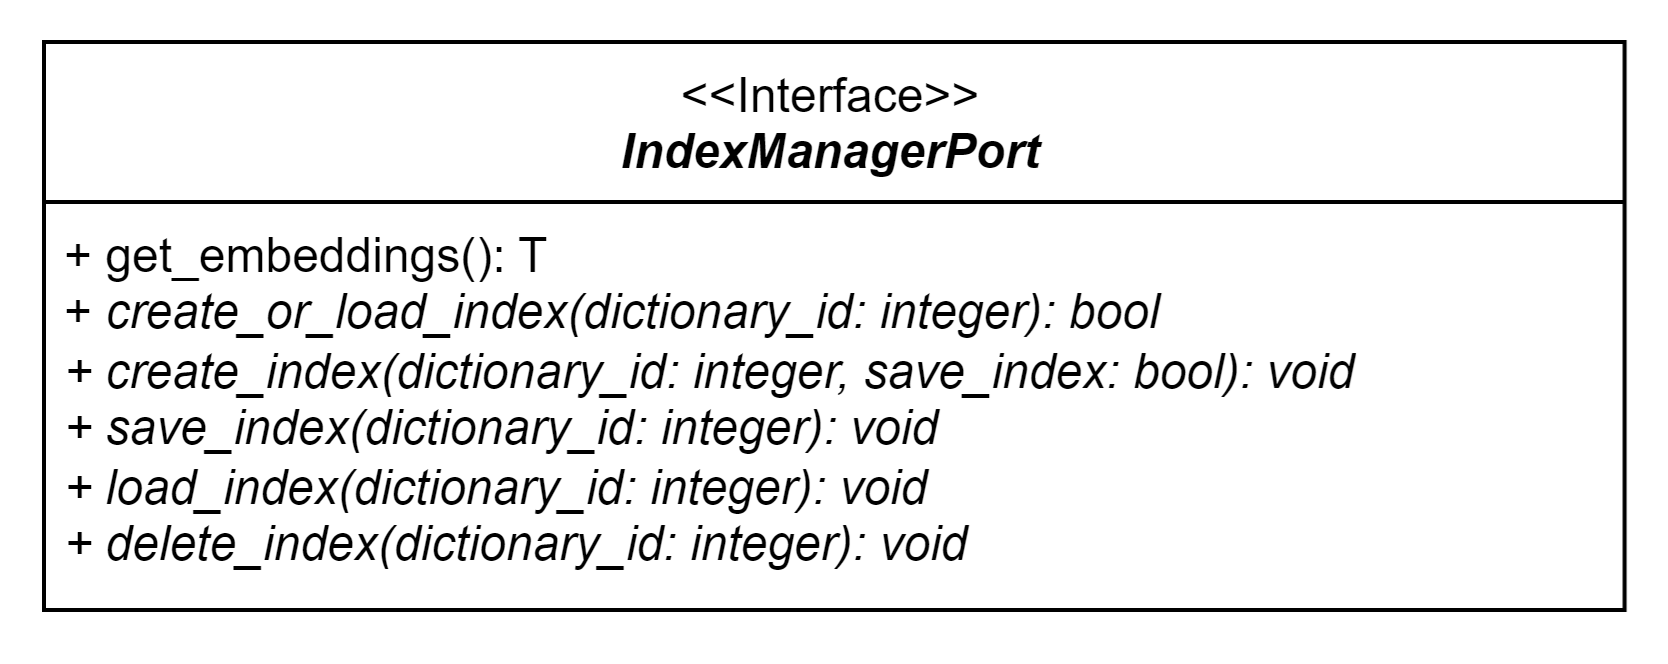 <<Interface>>
IndexManagerPort
+ get_embeddings(): T
+ create_or_load_index(dictionary_id: integer): bool
+ create_index(dictionary_id: integer, save_index: bool): void
+ save_index(dictionary_id: integer): void
+ load_index(dictionary_id: integer): void
+ delete_index(dictionary_id: integer): void